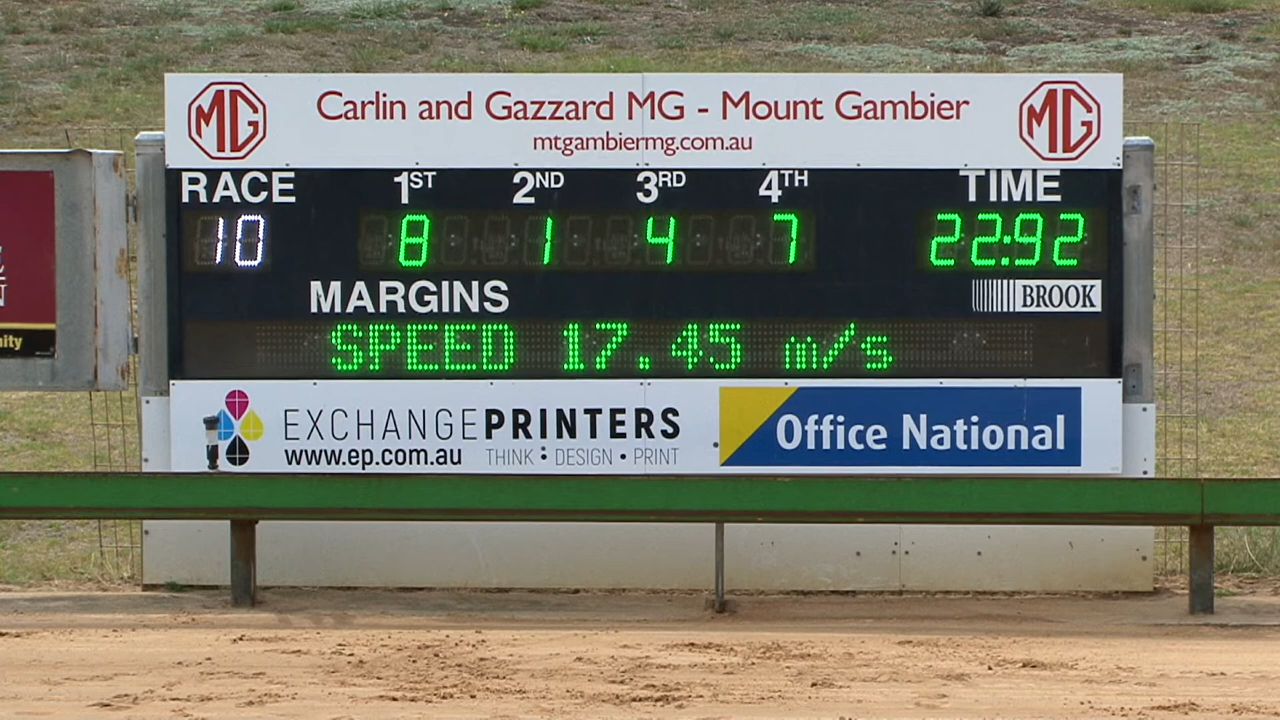 MG Carlin and Gazzard MG - Mount Gambier MG
mtgambiermg.com.au
RACE 1ST 2ND 3RD 4TH TIME
10 8 1 4 7 22:92
MARGINS BROOK
SPEED 17.45 m/s
EXCHANGEPRINTERS Office National
www.ep.com.au THINK : DESIGN • PRINT
N
nity